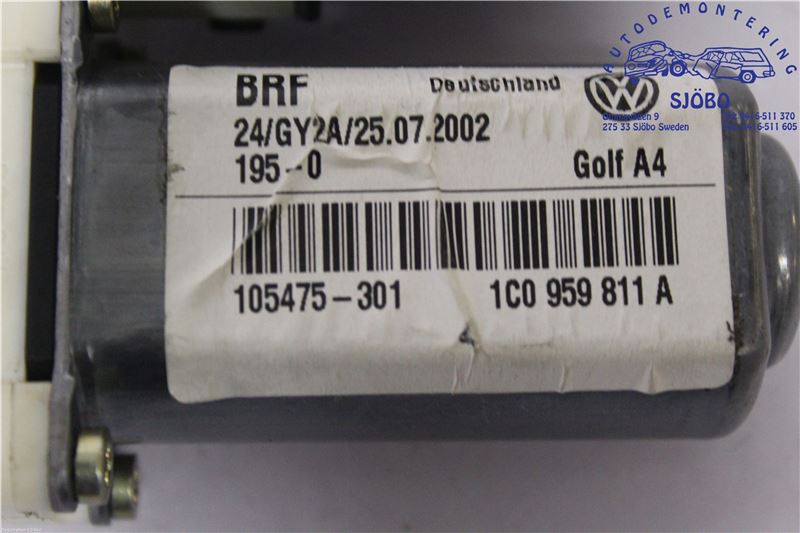 BRF Deutschland
24/GY2A/25.07.2002
195-0 Golf A4
105475-301 1C0 959 811 A
AUTODEMONTERING
SJÖBO
275 33 Sjöbo Sweden